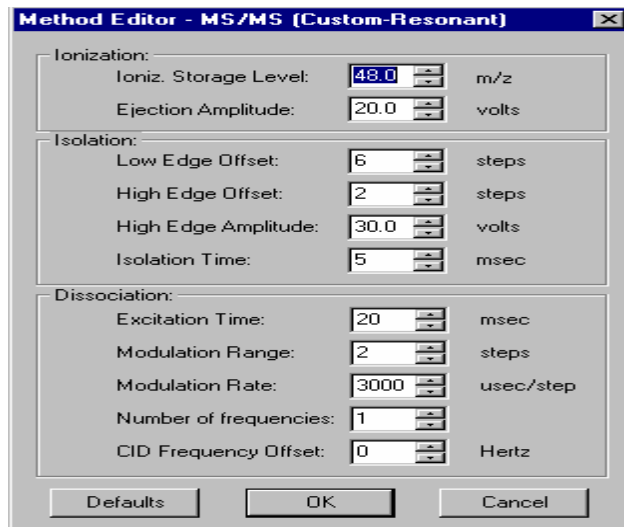 Method Editor - MS/MS (Custom-Resonant)
Ionization:
Ioniz. Storage Level: 48.0 m/z
Ejection Amplitude: 20.0 volts
Isolation:
Low Edge Offset: 6 steps
High Edge Offset: 2 steps
High Edge Amplitude: 30.0 volts
Isolation Time: 5 msec
Dissociation:
Excitation Time: 20 msec
Modulation Range: 2 steps
Modulation Rate: 3000 usec/step
Number of frequencies: 1
CID Frequency Offset: 0 Hertz
Defaults OK Cancel